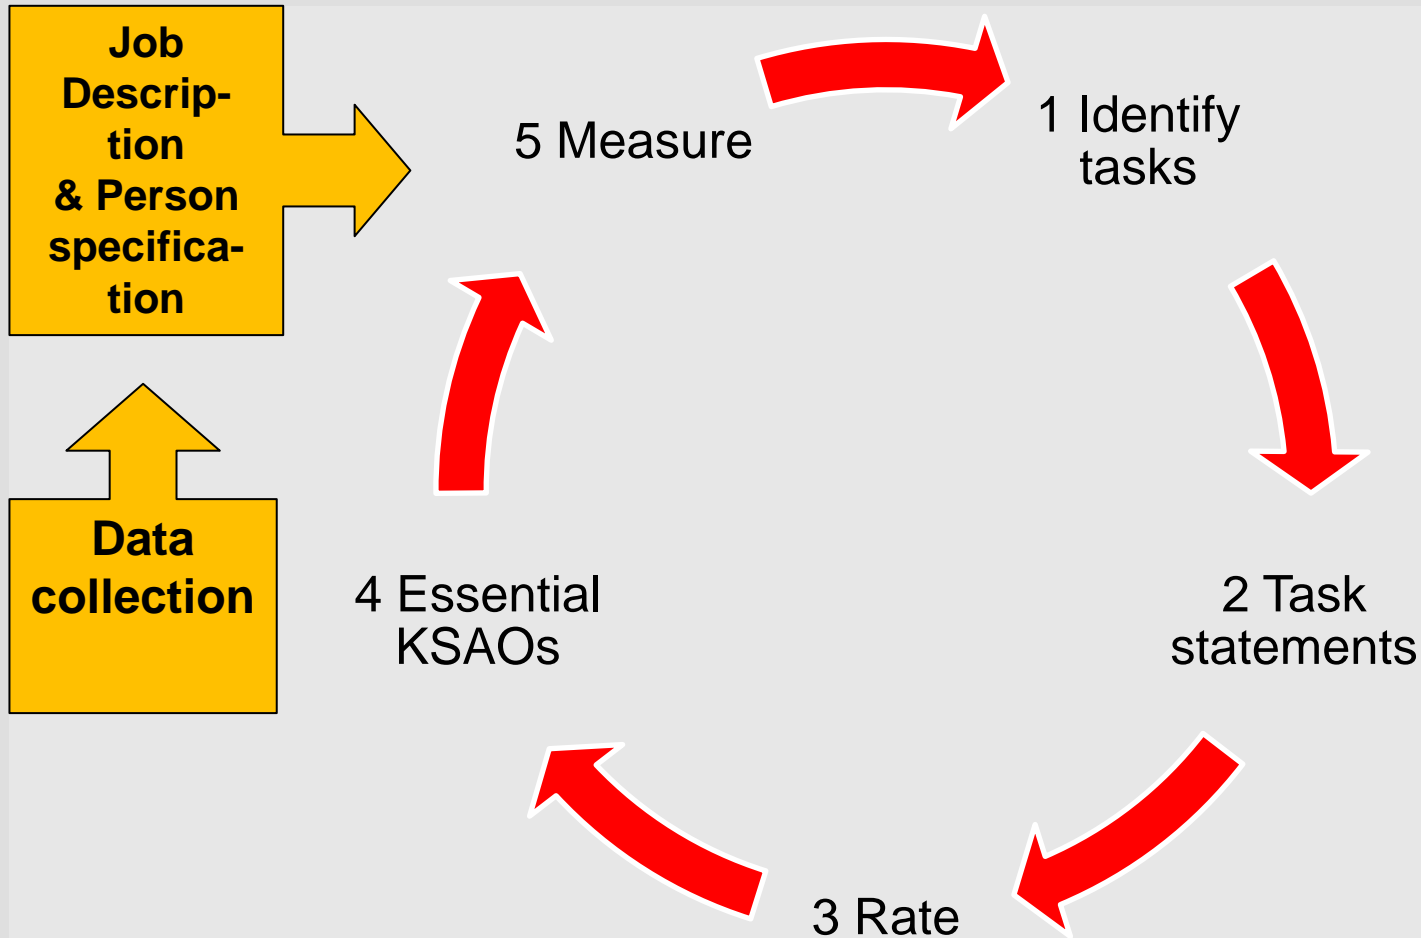 Job
Descrip-
tion
& Person
specifica-
tion
5 Measure
1 Identify
tasks
Data
collection
4 Essential
KSAOs
2 Task
statements
3 Rate